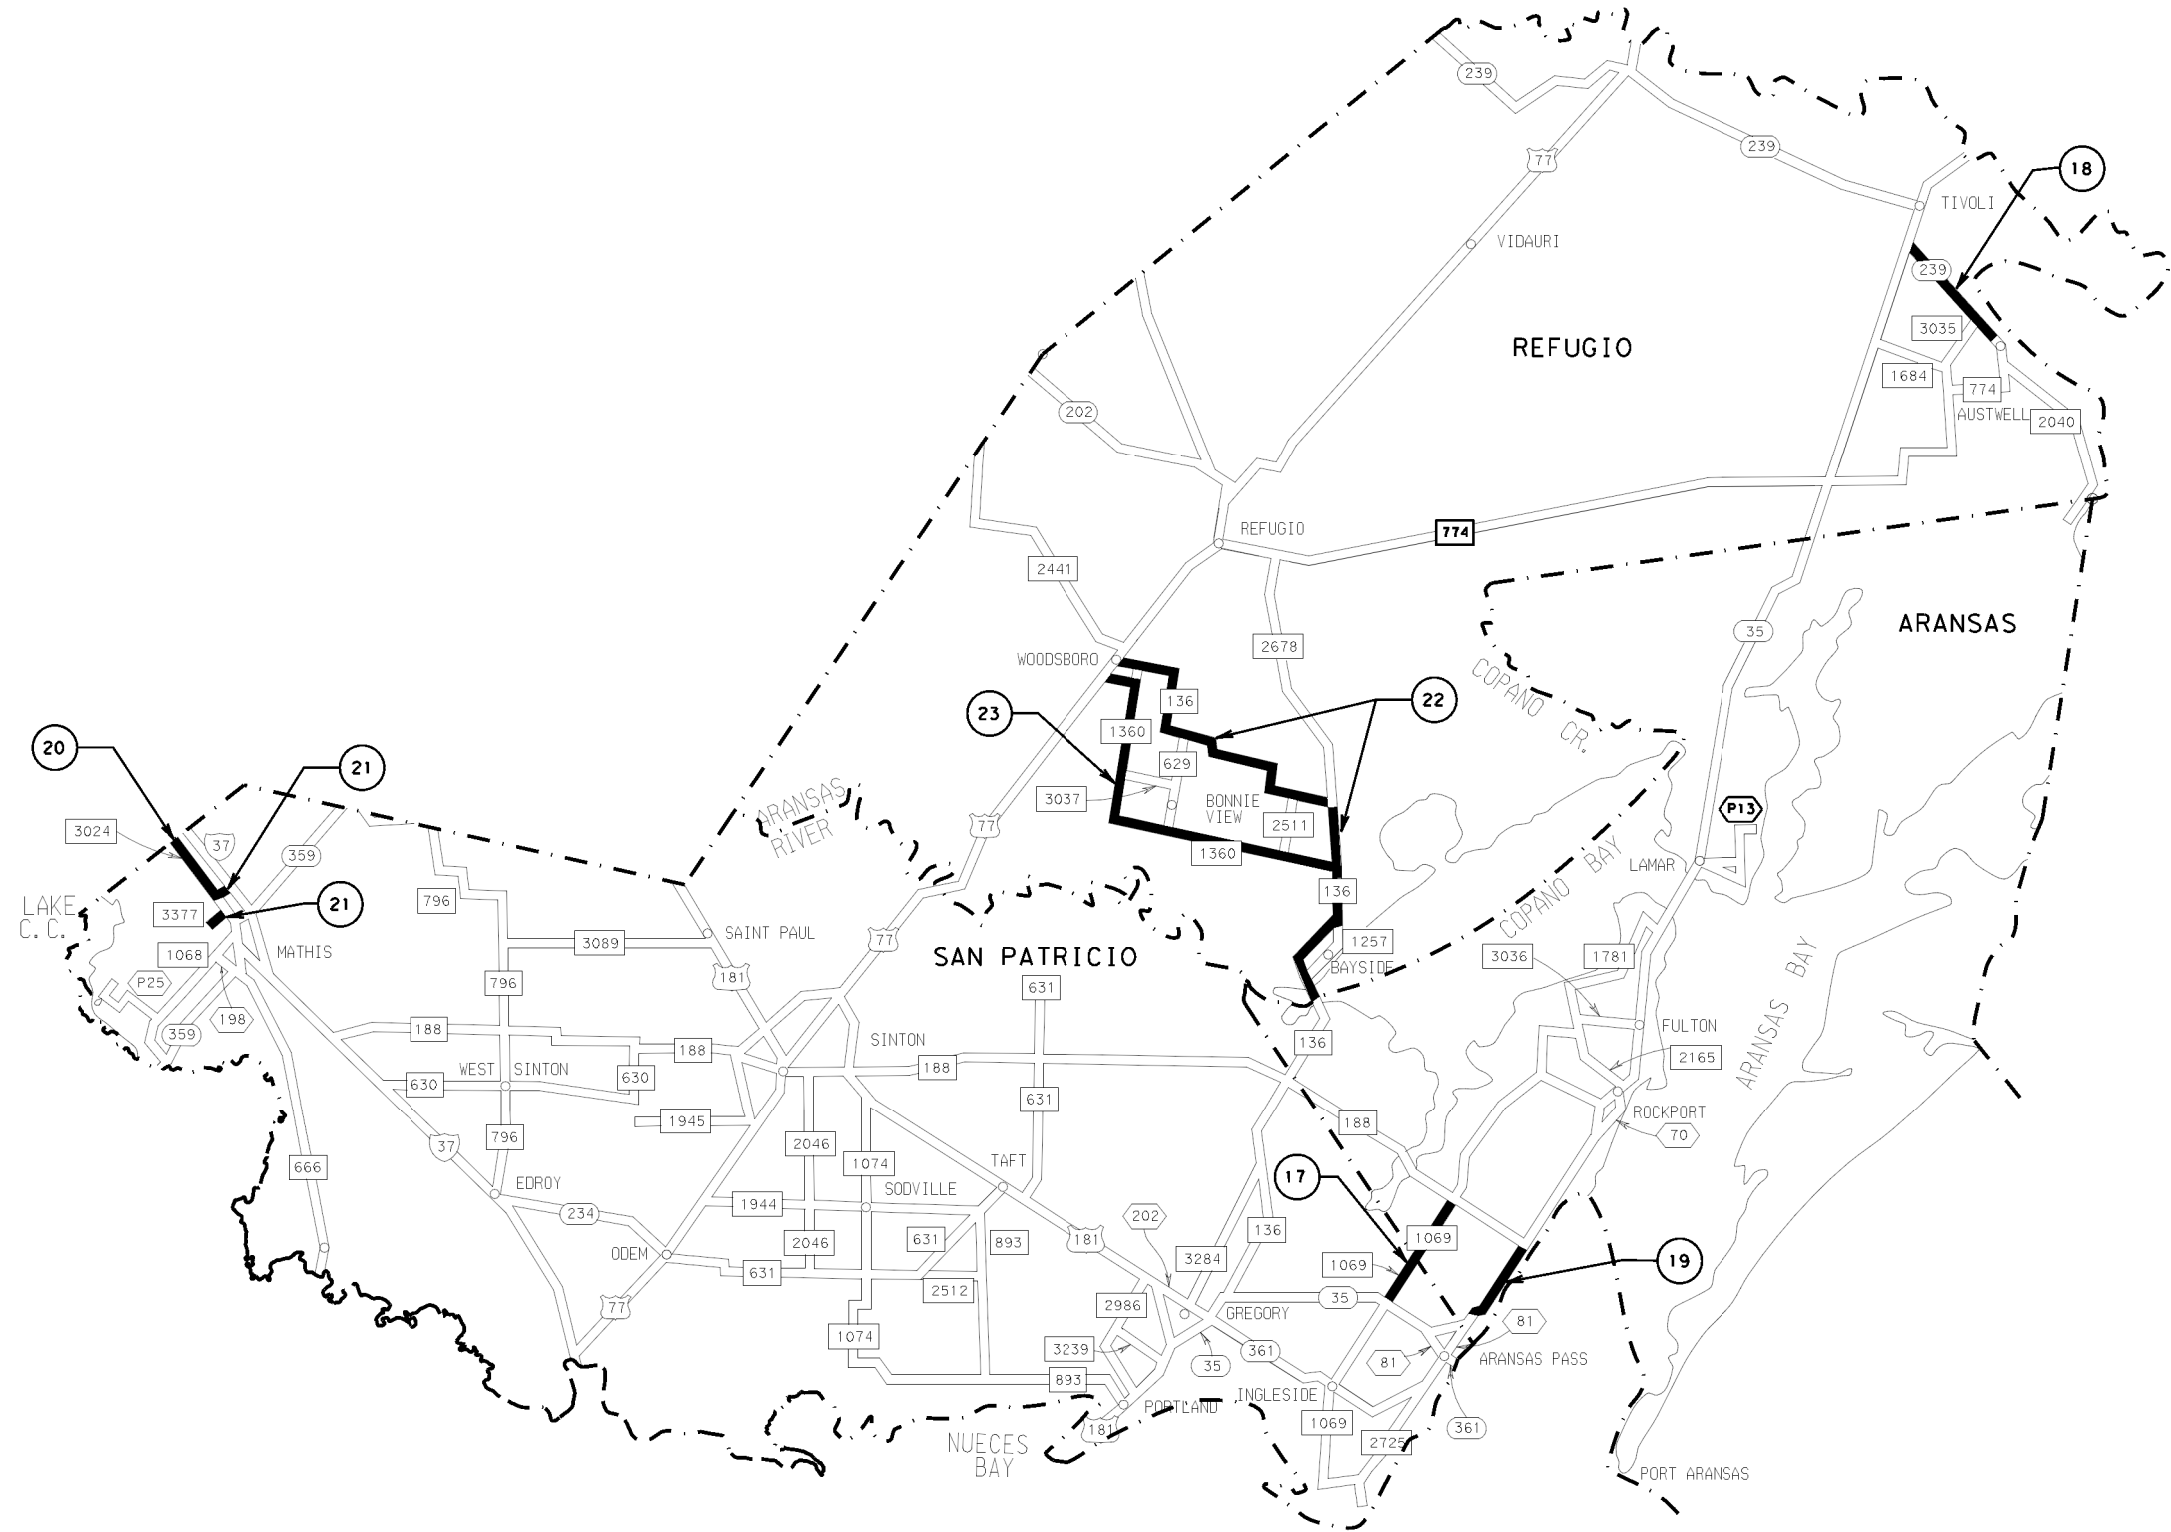 239
77
239
18
TIVOLI
VIDAURI
239
3035
REFUGIO
1684
774
AUSTWELL
2040
202
REFUGIO
774
2441
ARANSAS
35
2678
WOODSBORO
COPANO CR.
136
23
22
1360
629
20
21
3037
BONNIE
VIEW
ARANSAS
RIVER
P13
3024
37
359
77
2511
1360
LAMAR
COPANO BAY
136
LAKE
C.C.
3377
21
796
1068
MATHIS
3089
SAINT PAUL
77
SAN PATRICIO
1257
BAYSIDE
3036
1781
ARANSAS BAY
P25
796
181
631
198
359
188
188
SINTON
188
136
FULTON
2165
WEST SINTON
630
630
631
ROCKPORT
70
1945
188
796
37
2046
1074
TAFT
666
17
EDROY
SODVILLE
1944
234
202
136
1069
631
893
181
ODEM
2046
3284
1069
19
631
2512
35
77
2986
GREGORY
81
1074
3239
35
361
81
ARANSAS PASS
893
INGLESIDE
PORTLAND
181
1069
361
2725
NUECES
BAY
PORT ARANSAS